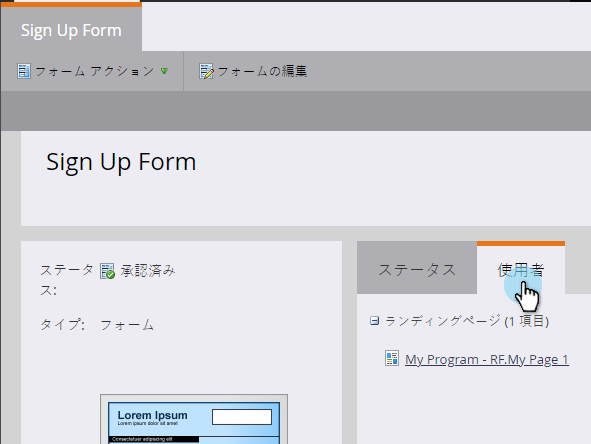 Sign Up Form
フォーム アクション
フォームの編集
Sign Up Form
ステータス:
承認済み
タイプ:
フォーム
Lorem Ipsum
Lorem ipsum dolor sit amet
Consectetuer adipiscing elit
ステータス
使用者
ランディングページ (1 項目)
My Program - RF.My Page 1